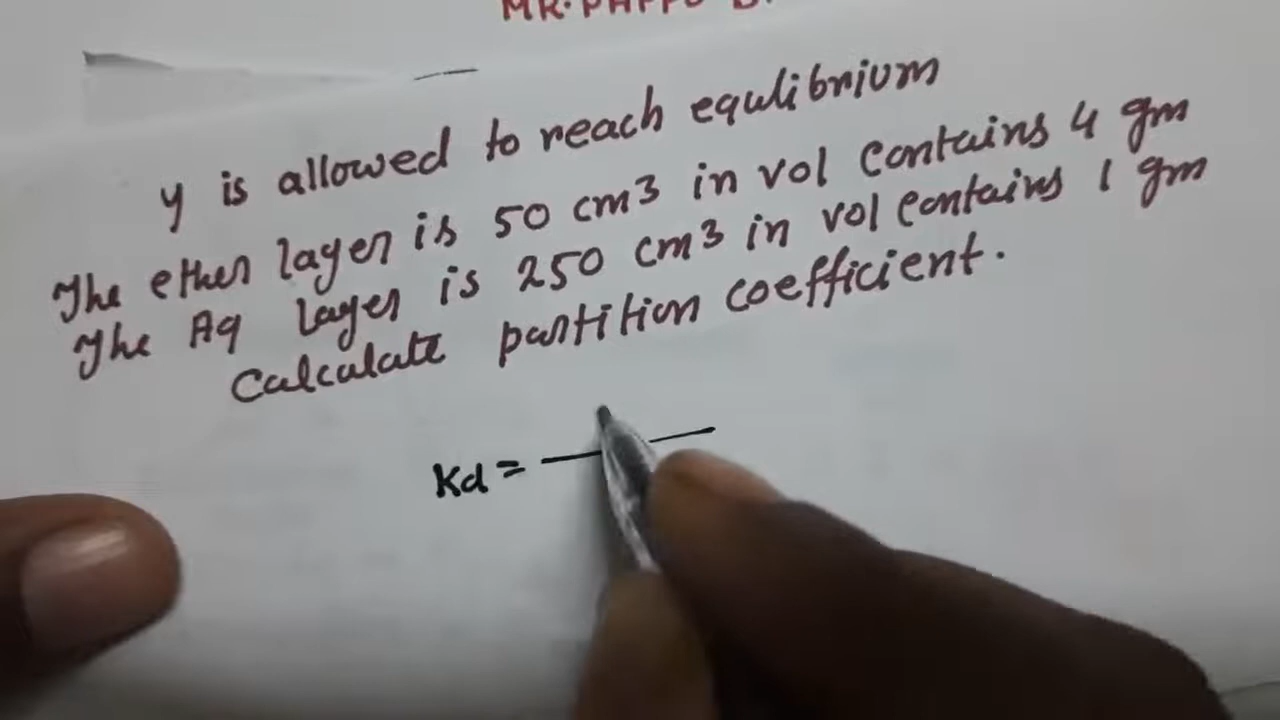 y is allowed to reach equlibrium
The ether layer is 50 cm3 in vol contains 4 gm
The Aq layer is 250 cm3 in vol contains 1 gm
Calculate partition coefficient.
Kd =